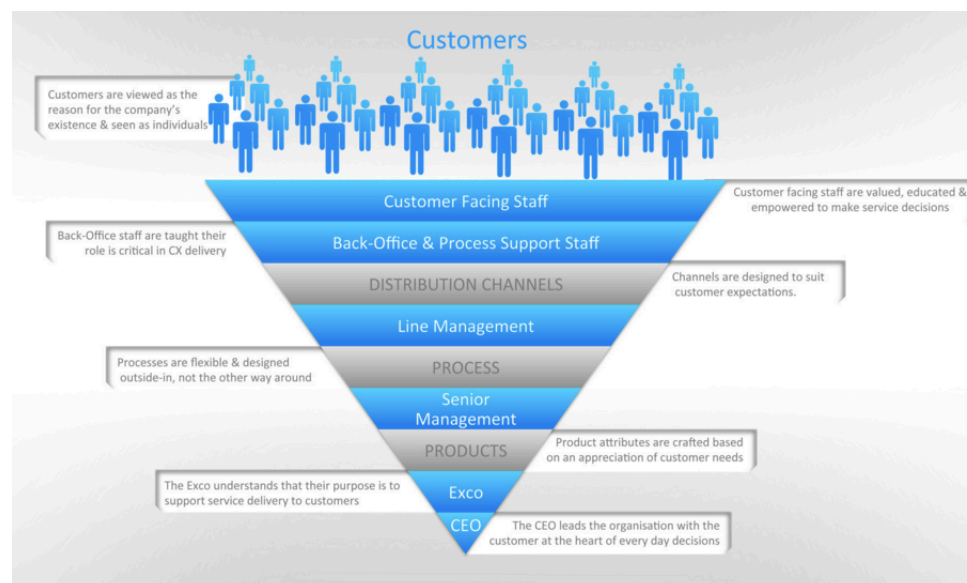 Customers
Customers are viewed as the
reason for the company's
existence & seen as individuals
Customer Facing Staff
Customer facing staff are valued, educated &
empowered to make service decisions
Back-Office staff are taught their
role is critical in CX delivery
Back-Office & Process Support Staff
DISTRIBUTION CHANNELS
Channels are designed to suit
customer expectations.
Line Management
Processes are flexible & designed
outside-in, not the other way around
PROCESS
Senior
Management
PRODUCTS
Product attributes are crafted based
on an appreciation of customer needs
The Exco understands that their purpose is to
support service delivery to customers
Exco
CEO
The CEO leads the organisation with the
customer at the heart of every day decisions